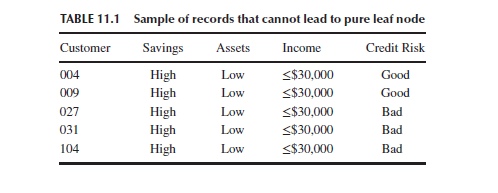 TABLE 11.1 Sample of records that cannot lead to pure leaf node
Customer Savings Assets Income Credit Risk
004 High Low ≤$30,000 Good
009 High Low ≤$30,000 Good
027 High Low ≤$30,000 Bad
031 High Low ≤$30,000 Bad
104 High Low ≤$30,000 Bad